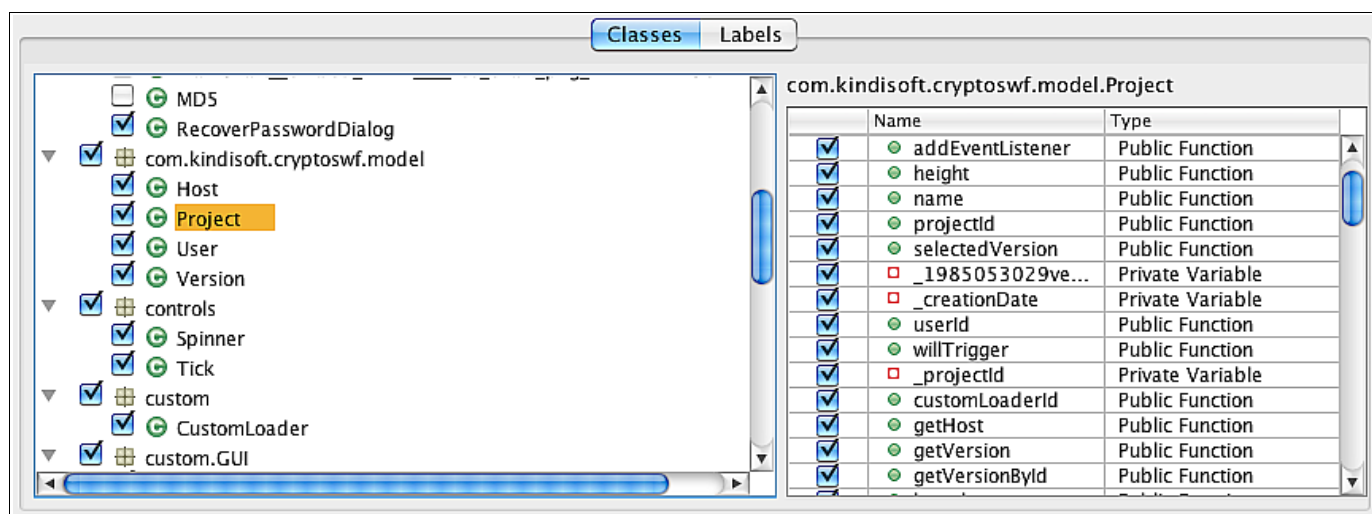 Classes Labels
MD5
RecoverPasswordDialog
com.kindisoft.cryptoswf.model
Host
Project
User
Version
controls
Spinner
Tick
custom
CustomLoader
custom.GUI
com.kindisoft.cryptoswf.model.Project
Name Type
addEventListener Public Function
height Public Function
name Public Function
projectId Public Function
selectedVersion Public Function
_1985053029ve... Private Variable
_creationDate Private Variable
userId Public Function
willTrigger Public Function
_projectId Private Variable
customLoaderId Public Function
getHost Public Function
getVersion Public Function
getVersionById Public Function